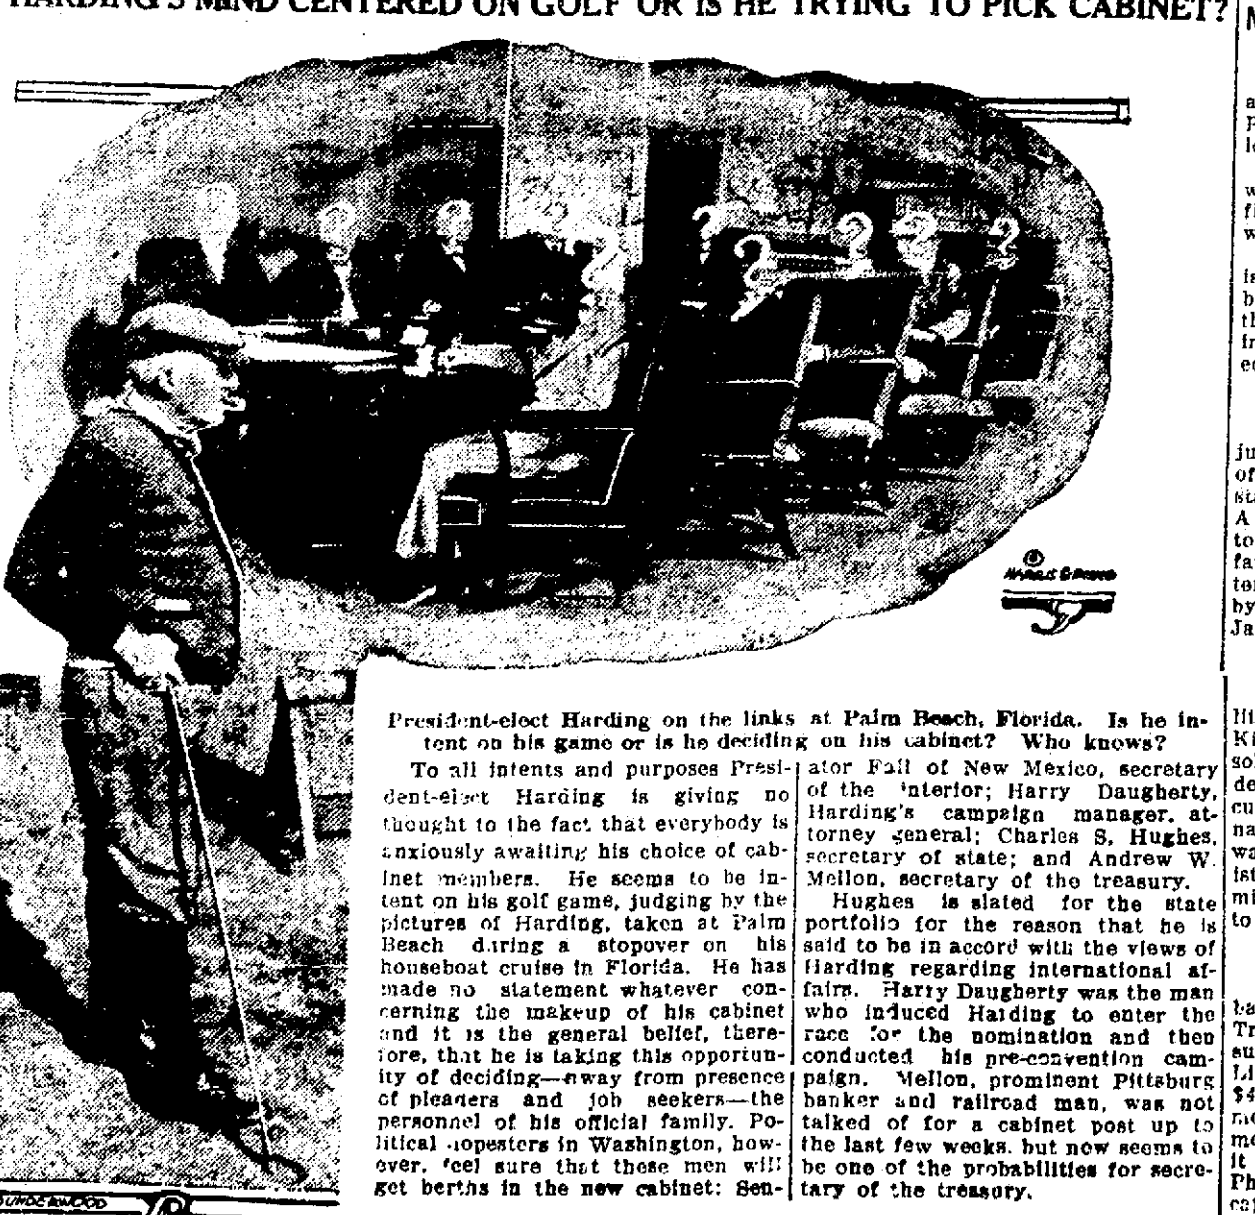 HARDING'S MIND CENTERED ON GOLF OR IS HE TRYING TO PICK CABINET?
? ? ? ? ? ? ? ? ?
HARRIS & EWING
President-elect Harding on the links at Palm Beach, Florida. Is he in-
tent on his game or is he deciding on his cabinet? Who knows?
To all intents and purposes Presi-
dent-elect Harding is giving no
thought to the fact that everybody is
anxiously awaiting his choice of cab-
inet members. He seems to be in-
tent on his golf game, judging by the
pictures of Harding, taken at Palm
Beach during a stopover on his
houseboat cruise in Florida. He has
made no statement whatever con-
cerning the makeup of his cabinet
and it is the general belief, there-
fore, that he is taking this opportun-
ity of deciding—away from presence
of pleaders and job seekers—the
personnel of his official family. Po-
litical dopesters in Washington, how-
ever, feel sure that these men will
get berths in the new cabinet: Sen-
ator Fall of New Mexico, secretary
of the interior; Harry Daugherty,
Harding's campaign manager, at-
torney general; Charles S. Hughes,
secretary of state; and Andrew W.
Mellon, secretary of the treasury.
Hughes is slated for the state
portfolio for the reason that he is
said to be in accord with the views of
Harding regarding international af-
fairs. Harry Daugherty was the man
who induced Harding to enter the
race for the nomination and then
conducted his pre-convention cam-
paign. Mellon, prominent Pittsburg
banker and railroad man, was not
talked of for a cabinet post up to
the last few weeks, but now seems to
be one of the probabilities for secre-
tary of the treasury.
UNDERWOOD